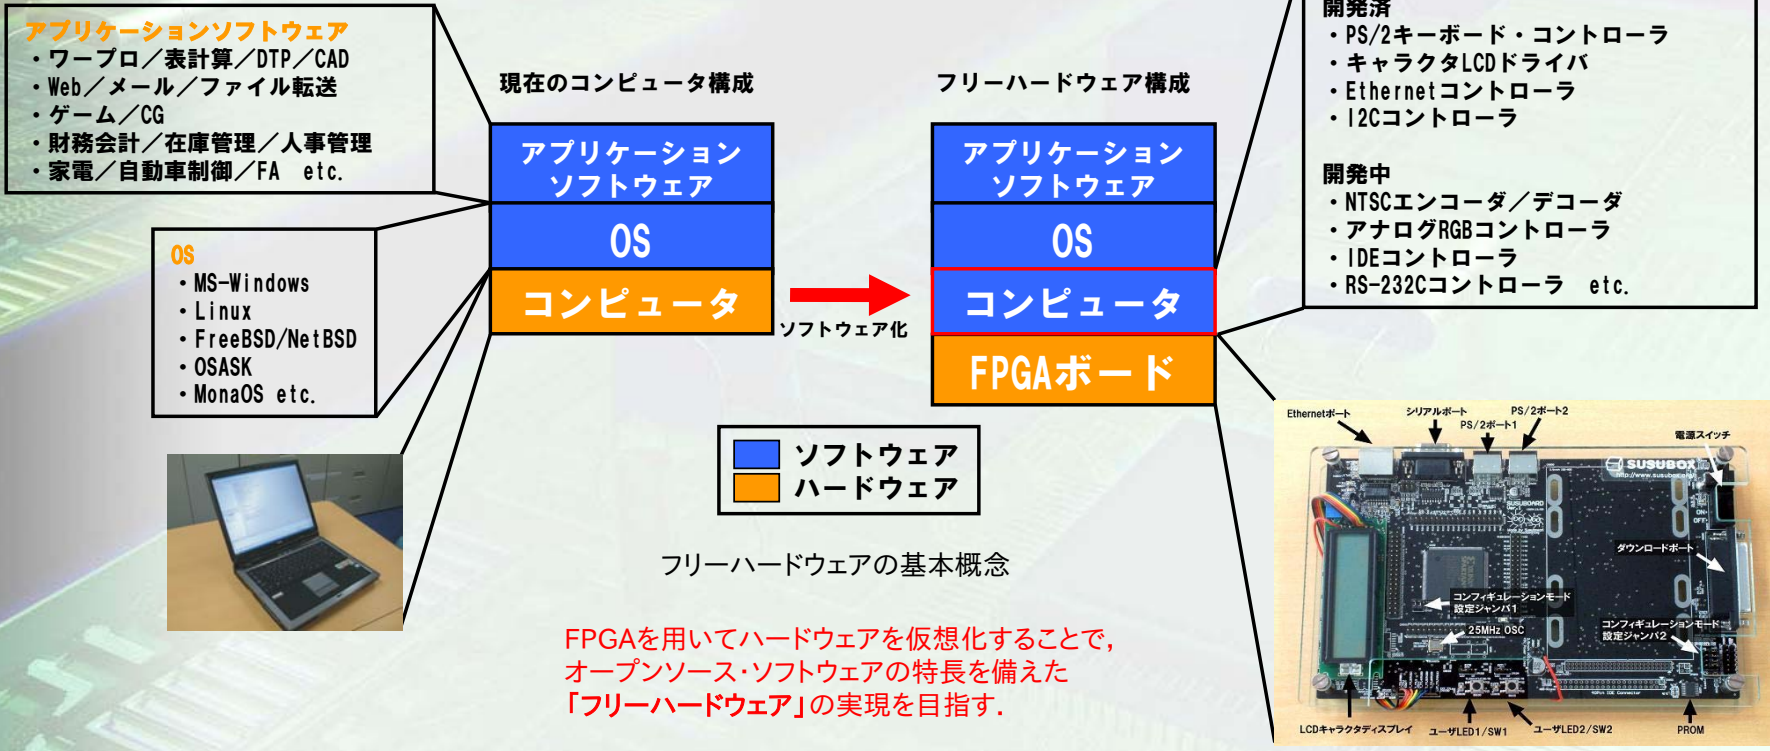 アプリケーションソフトウェア
・ワープロ／表計算／DTP／CAD
・Web／メール／ファイル転送
・ゲーム／CG
・財務会計／在庫管理／人事管理
・家電／自動車制御／FA etc.
OS
・MS-Windows
・Linux
・FreeBSD/NetBSD
・OSASK
・MonaOS etc.
現在のコンピュータ構成
アプリケーション
ソフトウェア
OS
コンピュータ
ソフトウェア化
フリーハードウェア構成
アプリケーション
ソフトウェア
OS
コンピュータ
FPGAボード
開発済
・PS/2キーボード・コントローラ
・キャラクタLCDドライバ
・Ethernetコントローラ
・I2Cコントローラ
開発中
・NTSCエンコーダ／デコーダ
・アナログRGBコントローラ
・IDEコントローラ
・RS-232Cコントローラ etc.
ソフトウェア
ハードウェア
フリーハードウェアの基本概念
FPGAを用いてハードウェアを仮想化することで，
オープンソース・ソフトウェアの特長を備えた
「フリーハードウェア」の実現を目指す．
Ethernetポート
シリアルポート
PS/2ポート1
PS/2ポート2
電源スイッチ
SUSUBOX
ON
OFF
ダウンロードポート
コンフィギュレーションモード
設定ジャンパ1
25MHz OSC
コンフィギュレーションモード
設定ジャンパ2
LCDキャラクタディスプレイ
ユーザLED1/SW1
ユーザLED2/SW2
PROM